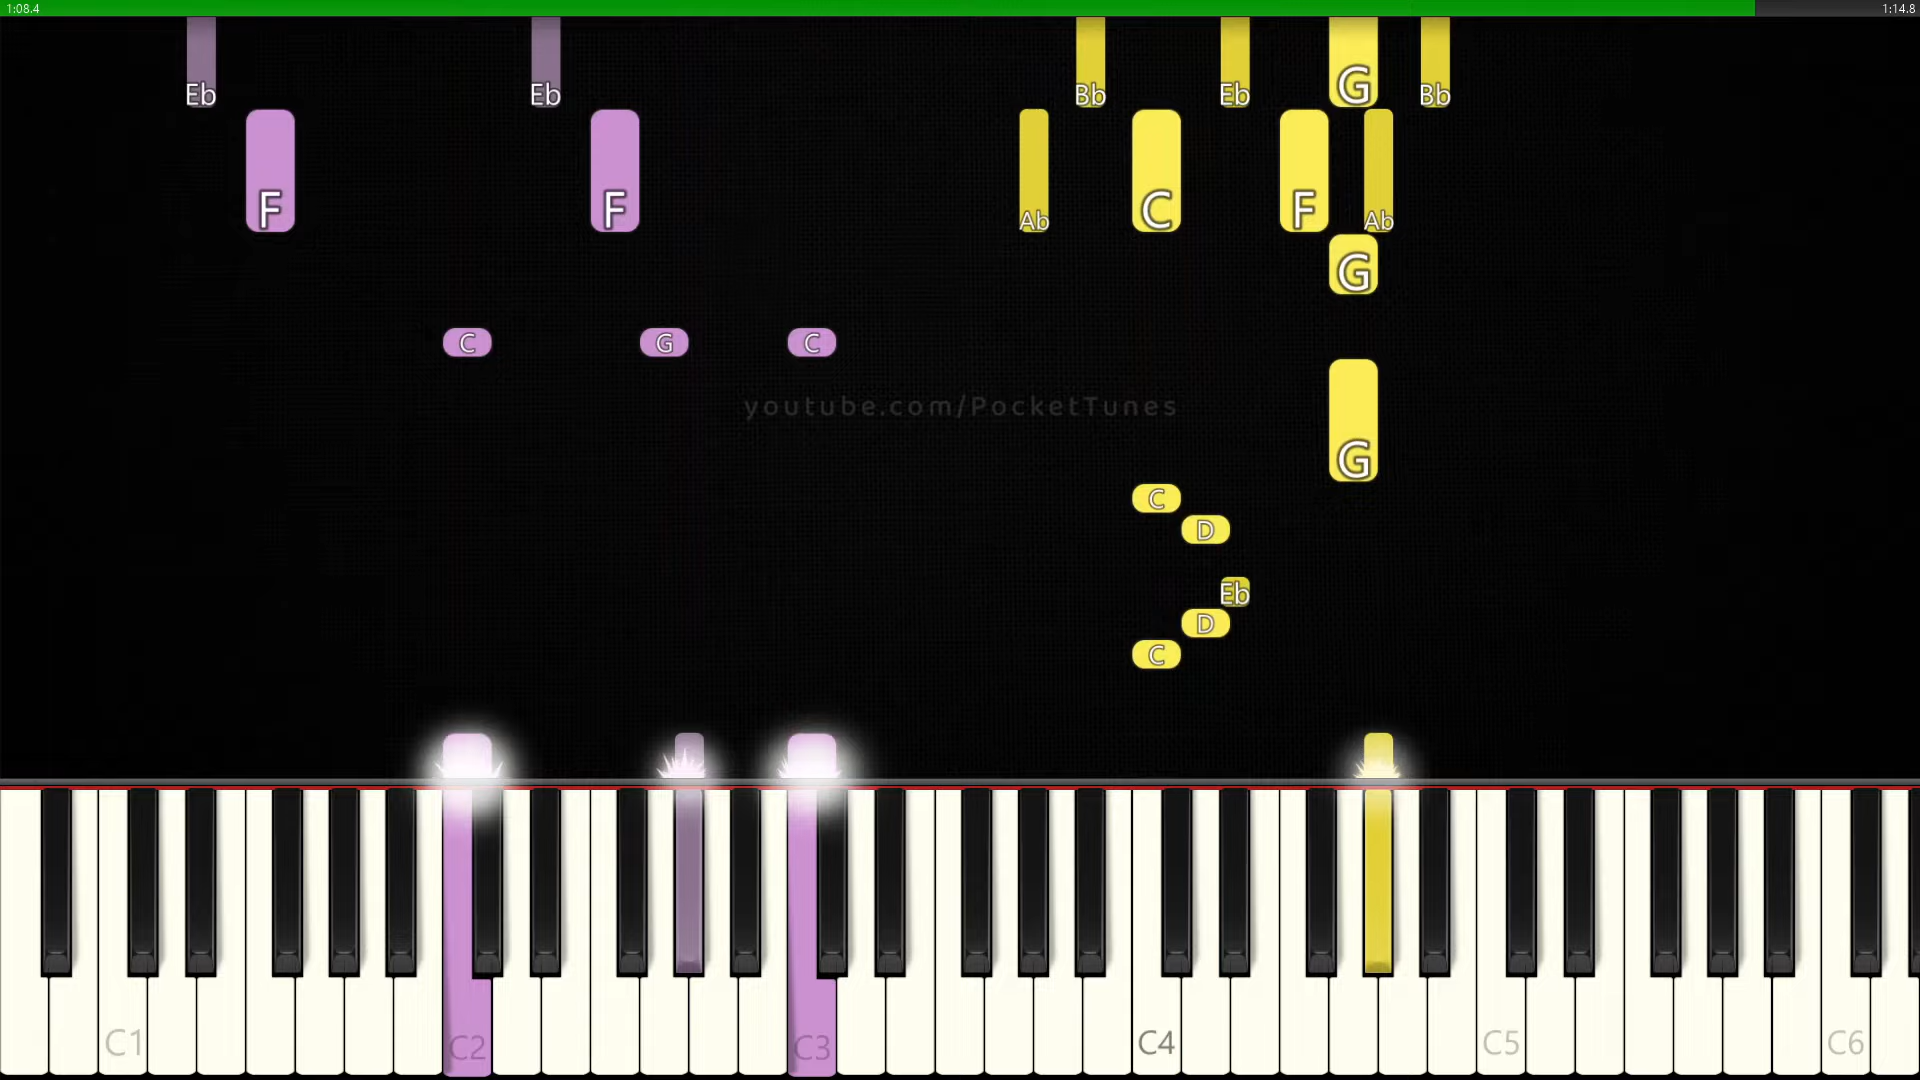 1:08.4 1:14.8
Eb Eb Bb Eb G Bb
F F Ab C F Ab
G
C G C
youtube.com/PocketTunes
G
C
D
Eb
D
C
C1 C2 C3 C4 C5 C6